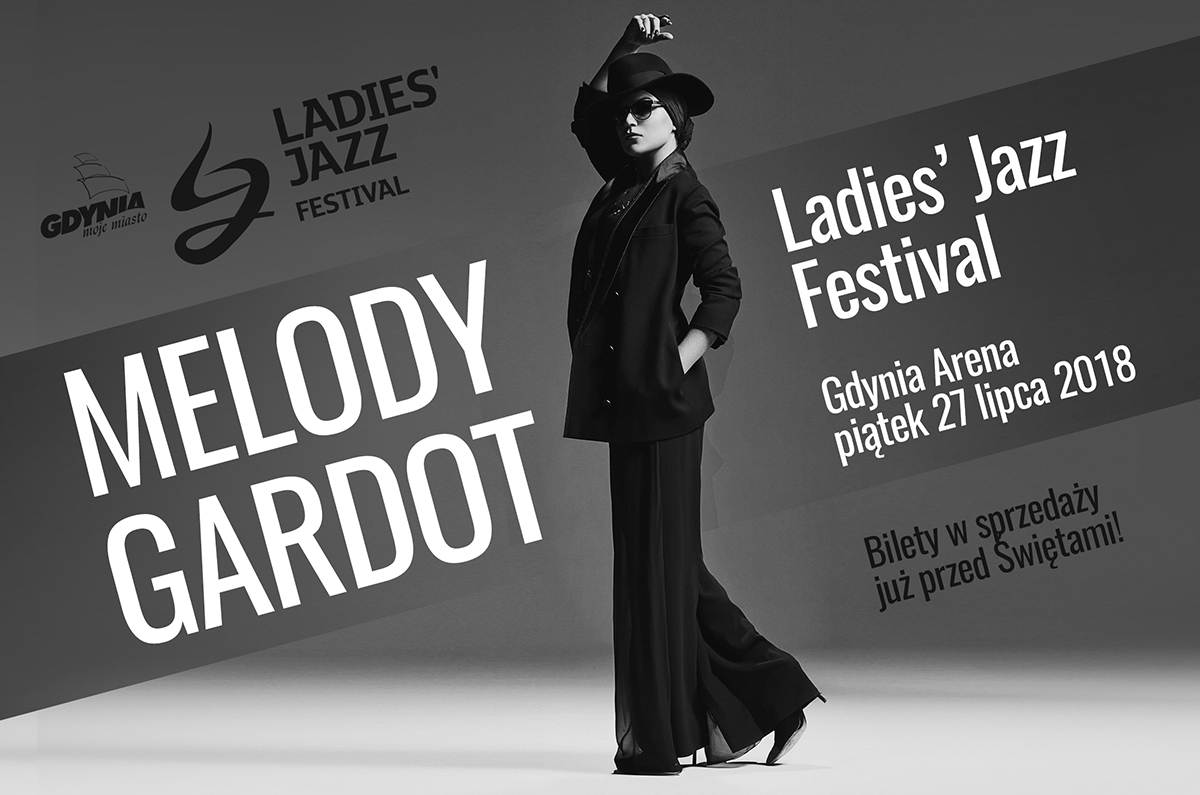 GDYNIA
moje miasto
LADIES'
JAZZ
FESTIVAL
MELODY
GARDOT
Ladies’ Jazz
Festival
Gdynia Arena
piątek 27 lipca 2018
Bilety w sprzedaży
już przed Świętami!